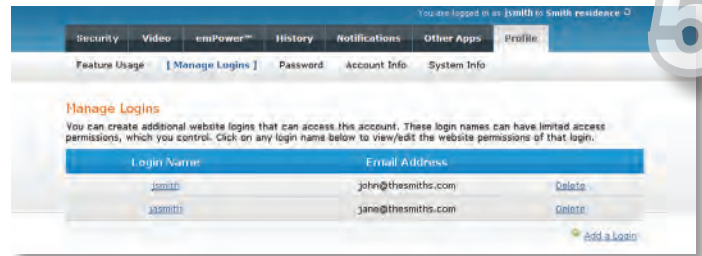 You are logged in as jsmith to Smith residence
5
Security Video emPower™ History Notifications Other Apps Profile
Feature Usage [ Manage Logins ] Password Account Info System Info
Manage Logins
You can create additional website logins that can access this account. These login names can have limited access
permissions, which you control. Click on any login name below to view/edit the website permissions of that login.
Login Name Email Address
jsmith john@thesmiths.com Delete
jasmith jane@thesmiths.com Delete
Add a Login